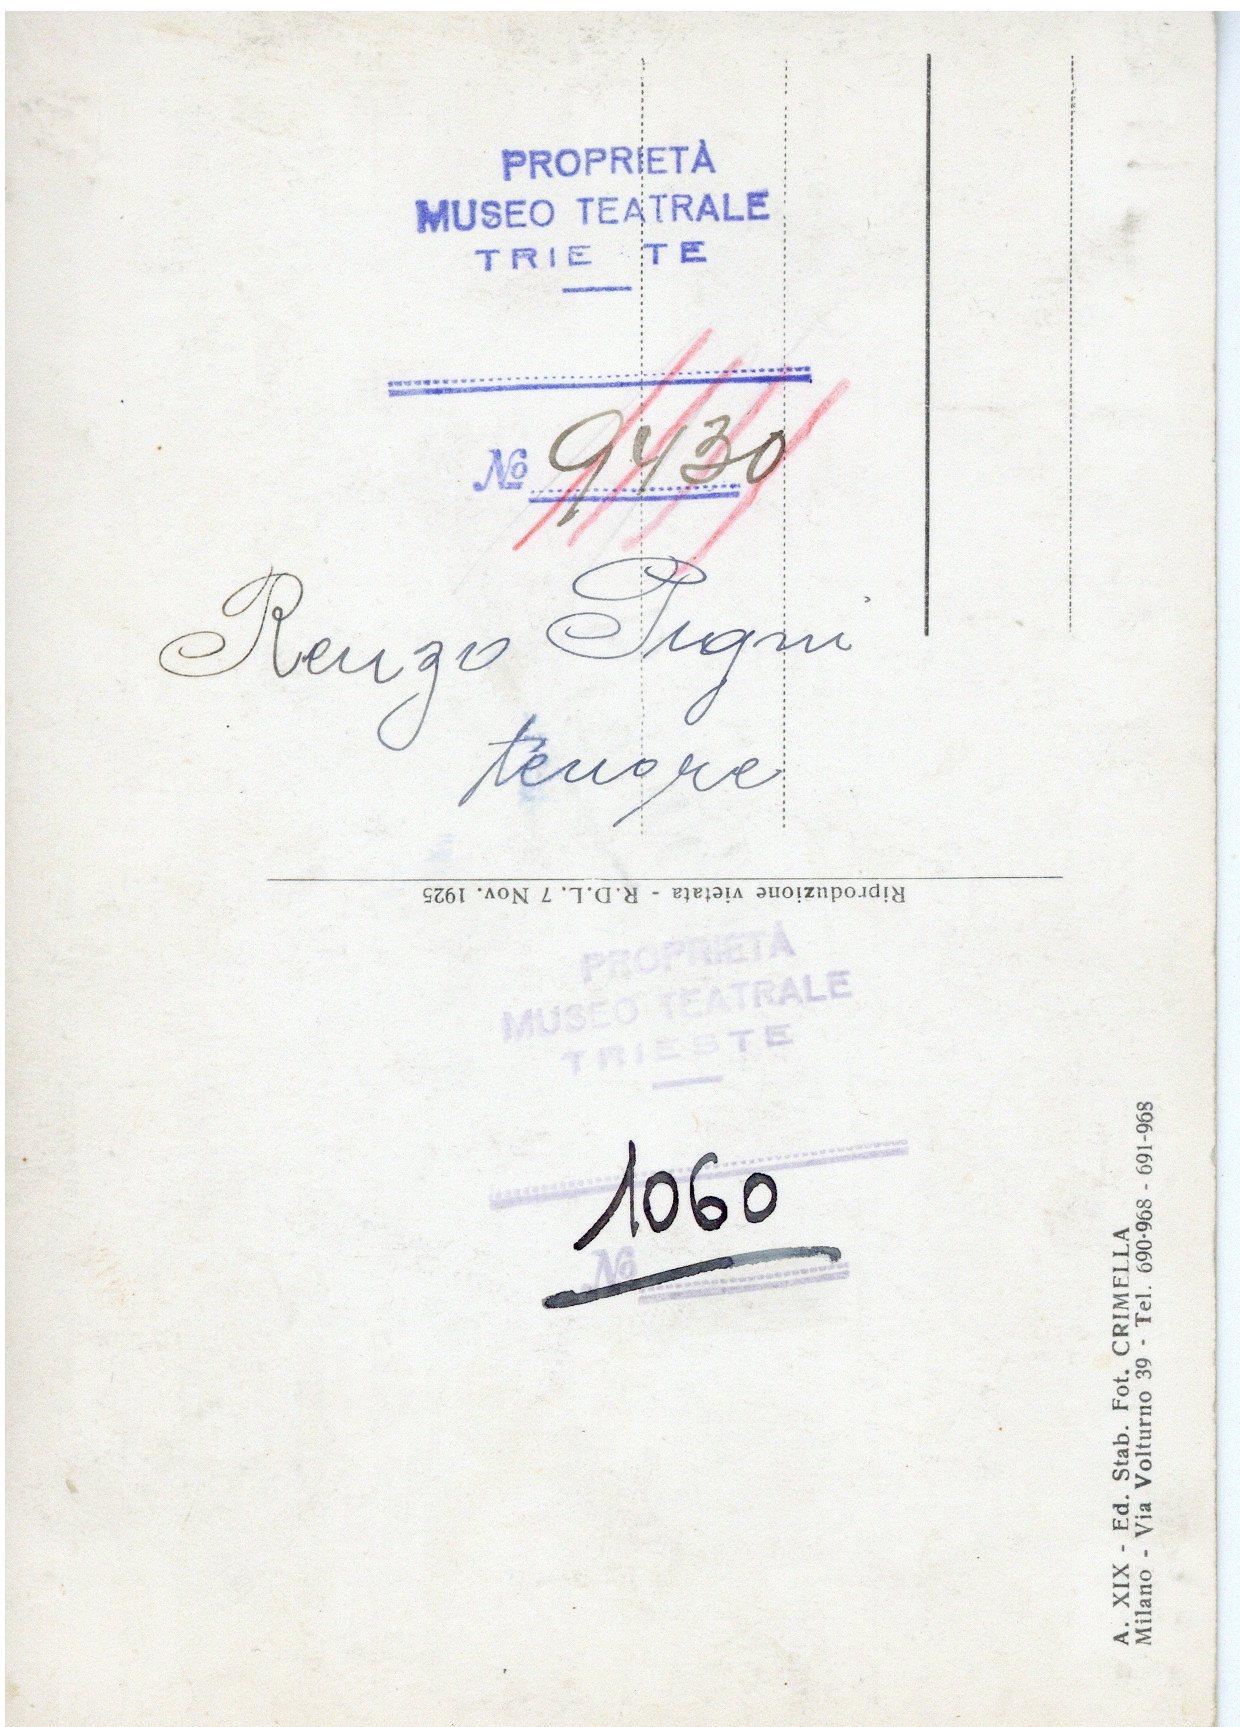 PROPRIETÀ
MUSEO TEATRALE
TRIE TE
No 9430
Renzo Pigni
tenore
Riproduzione vietata - R.D.L. 7 Nov. 1925
PROPRIETÀ
MUSEO TEATRALE
TRIESTE
1060
No
A. XIX - Ed. Stab. Fot. CRIMELLA
Milano - Via Volturno 39 - Tel. 690-968 - 691-968